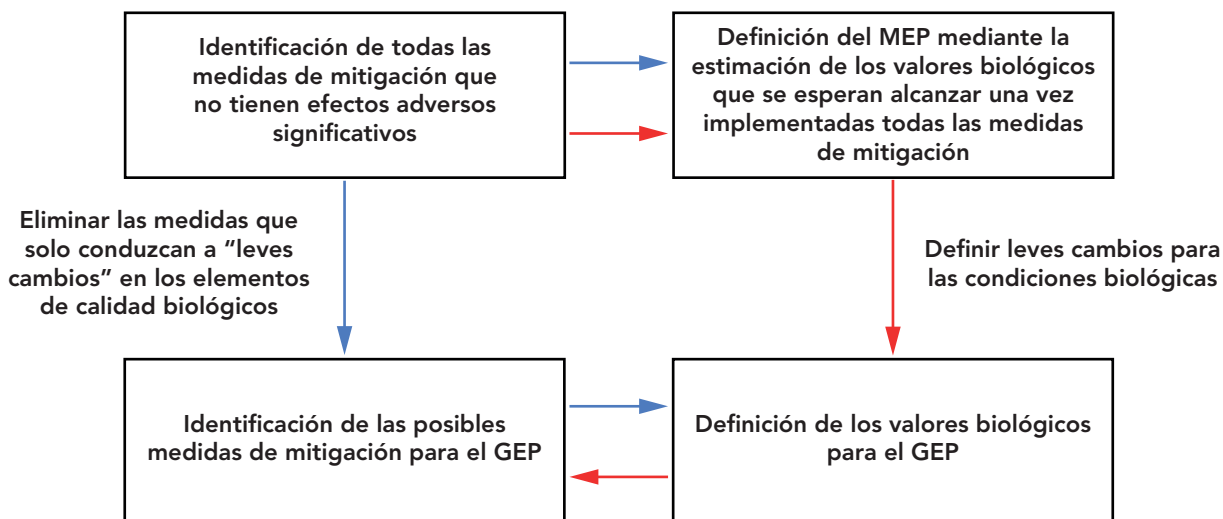 Identificación de todas las
medidas de mitigación que
no tienen efectos adversos
significativos
Definición del MEP mediante la
estimación de los valores biológicos
que se esperan alcanzar una vez
implementadas todas las medidas
de mitigación
Eliminar las medidas que
solo conduzcan a “leves
cambios” en los elementos
de calidad biológicos
Definir leves cambios para
las condiciones biológicas
Identificación de las posibles
medidas de mitigación para el GEP
Definición de los valores biológicos
para el GEP